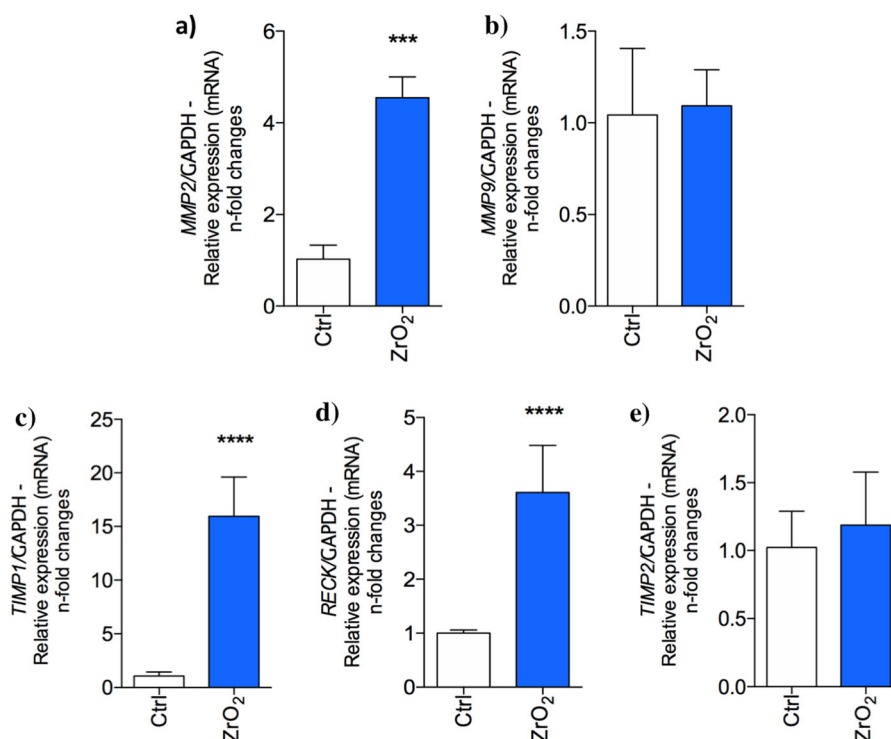 a)
MMP2/GAPDH -
Relative expression (mRNA)
n-fold changes
6
4
2
0
***
Ctrl
ZrO₂
b)
MMP9/GAPDH -
Relative expression (mRNA)
n-fold changes
1.5
1.0
0.5
0.0
Ctrl
ZrO₂
c)
TIMP1/GAPDH -
Relative expression (mRNA)
n-fold changes
25
20
15
10
5
0
****
Ctrl
ZrO₂
d)
RECK/GAPDH -
Relative expression (mRNA)
n-fold changes
5
4
3
2
1
0
****
Ctrl
ZrO₂
e)
TIMP2/GAPDH -
Relative expression (mRNA)
n-fold changes
2.0
1.5
1.0
0.5
0.0
Ctrl
ZrO₂